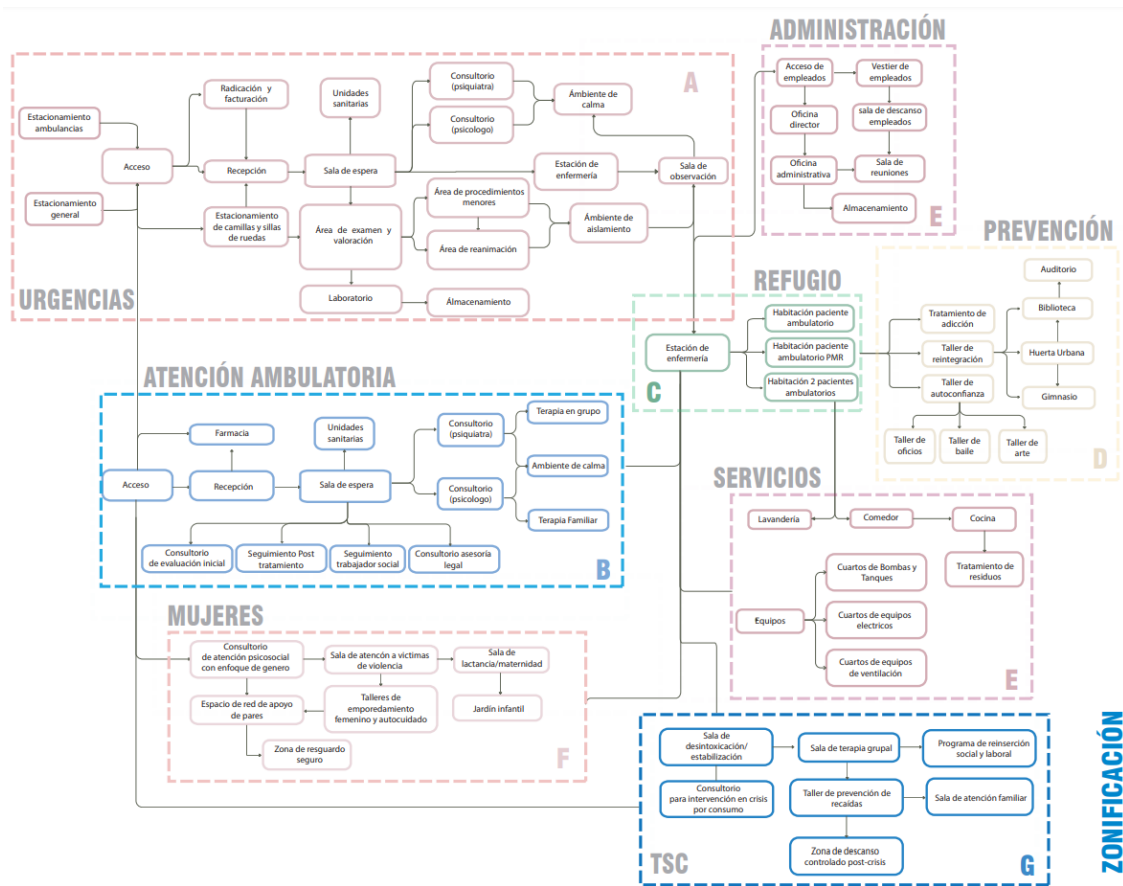 ADMINISTRACIÓN
A
Acceso de
empleados
Vestier de
empleados
Oficina
director
sala de descanso
empleados
Oficina
administrativa
Sala de
reuniones
Almacenamiento
E
Estacionamiento
ambulancias
Radicación y
facturación
Unidades
sanitarias
Consultorio
(psiquiatra)
Consultorio
(psicologo)
Ámbiente de
calma
Acceso
Recepción
Sala de espera
Estación de
enfermería
Sala de
observación
Estacionamiento
general
Estacionamiento
de camillas y sillas
de ruedas
Área de examen y
valoración
Área de procedimientos
menores
Área de reanimación
Ámbiente de
aislamiento
Laboratorio
Álmacenamiento
URGENCIAS
PREVENCIÓN
Auditorio
Tratamiento de
adicción
Biblioteca
Taller de
reintegración
Huerta Urbana
Taller de
autoconfianza
Gimnasio
Taller de
oficios
Taller de
baile
Taller de
arte
D
REFUGIO
Estación de
enfermería
Habitación paciente
ambulatorio
Habitación paciente
ambulatorio PMR
Habitación 2 pacientes
ambulatorios
C
ATENCIÓN AMBULATORIA
Farmacia
Unidades
sanitarias
Consultorio
(psiquiatra)
Terapia en grupo
Acceso
Recepción
Sala de espera
Consultorio
(psicologo)
Ambiente de calma
Terapia Familiar
Consultorio
de evaluación inicial
Seguimiento Post
tratamiento
Seguimiento
trabajador social
Consultorio asesoría
legal
B
SERVICIOS
Lavandería
Comedor
Cocina
Tratamiento de
residuos
Cuartos de Bombas y
Tanques
Equipos
Cuartos de equipos
electricos
Cuartos de equipos
de ventilación
E
MUJERES
Consultorio
de atención psicosocial
con enfoque de genero
Sala de atención a victimas
de violencia
Sala de
lactancia/maternidad
Espacio de red de apoyo
de pares
Talleres de
emporedamiento
femenino y autocuidado
Jardín infantil
Zona de resguardo
seguro
F
Sala de
desintoxicación/
estabilización
Sala de terapia grupal
Programa de reinserción
social y laboral
Consultorio
para intervención en crisis
por consumo
Taller de prevención de
recaídas
Sala de atención familiar
Zona de descanso
controlado post-crisis
TSC
G
ZONIFICACIÓN